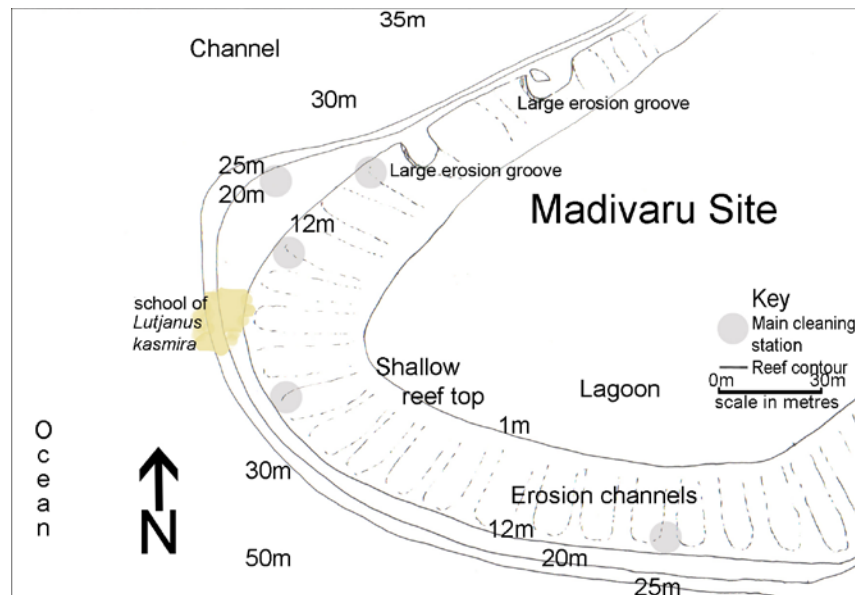 35m
Channel
30m
Large erosion groove
25m
Large erosion groove
20m
Madivaru Site
12m
school of
Lutjanus
kasmira
Key
Main cleaning
station
Reef contour
0m 30m
scale in metres
Shallow
reef top
Lagoon
1m
Ocean
30m
Erosion channels
N
12m
50m
20m
25m